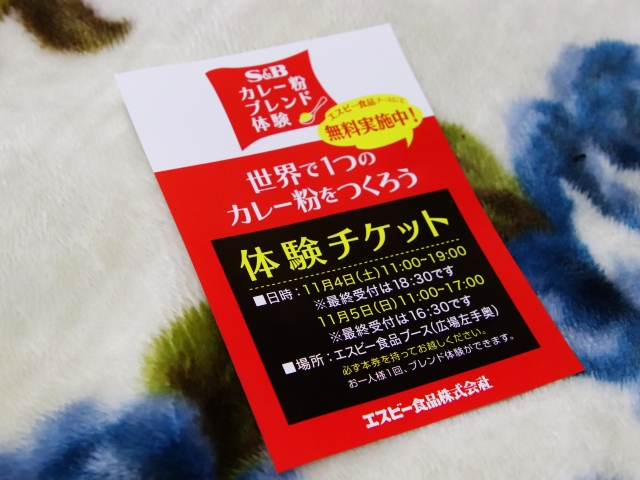 S&B
カレー粉
ブレンド
体験
エスビー食品ブースにて
無料実施中!
世界で1つの
カレー粉をつくろう
体験チケット
■日時:11月4日(土)11:00~19:00
※最終受付は18:30です
11月5日(日)11:00~17:00
※最終受付は16:30です
■場所:エスビー食品ブース(広場左手奥)
必ず本券を持ってお越しください。
お一人様1回、ブレンド体験ができます。
エスビー食品株式会社